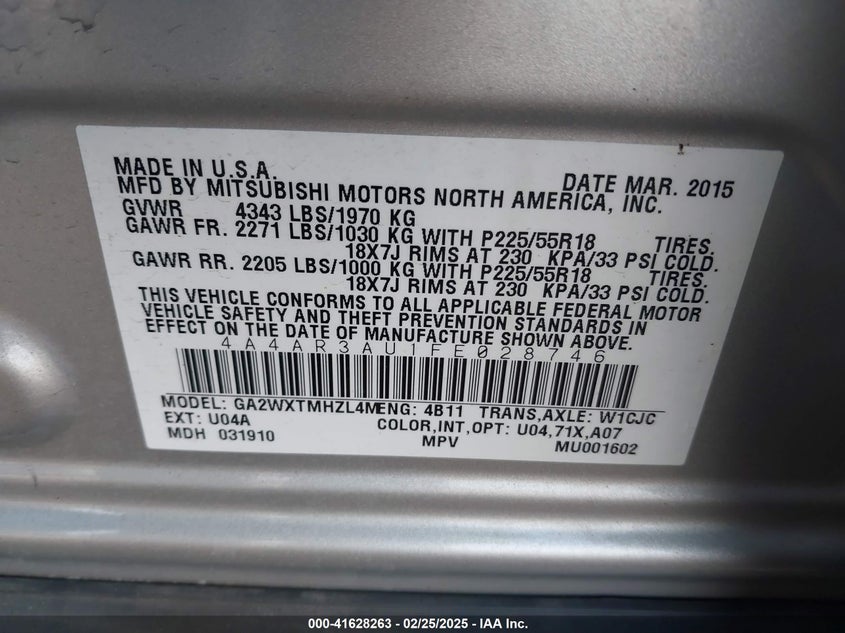 MADE IN U.S.A. DATE MAR. 2015
MFD BY MITSUBISHI MOTORS NORTH AMERICA, INC.
GVWR 4343 LBS/1970 KG
GAWR FR. 2271 LBS/1030 KG WITH P225/55R18 TIRES.
18X7J RIMS AT 230 KPA/33 PSI COLD.
GAWR RR. 2205 LBS/1000 KG WITH P225/55R18 TIRES.
18X7J RIMS AT 230 KPA/33 PSI COLD.
THIS VEHICLE CONFORMS TO ALL APPLICABLE FEDERAL MOTOR
VEHICLE SAFETY AND THEFT PREVENTION STANDARDS IN
EFFECT ON THE DATE OF MANUFACTURE SHOWN ABOVE.
4A4AR3AU1FE028746
MODEL: GA2WXTMHZL4M ENG: 4B11 TRANS,AXLE: W1CJC
EXT: U04A COLOR,INT,OPT: U04,71X,A07
MDH 031910 MPV MU001602
000-41628263 - 02/25/2025 - IAA Inc.